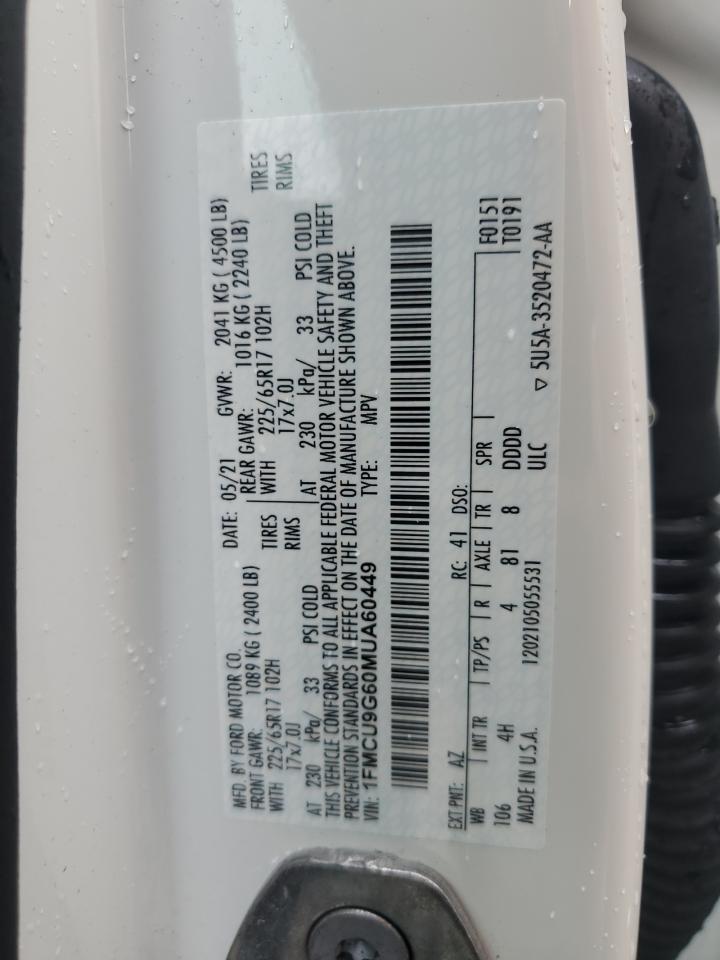 MFD. BY FORD MOTOR CO. DATE: 05/21 GVWR: 2041 KG ( 4500 LB)
FRONT GAWR: 1089 KG ( 2400 LB) REAR GAWR: 1016 KG ( 2240 LB)
WITH 225/65R17 102H TIRES WITH 225/65R17 102H TIRES
17x7.0J RIMS 17x7.0J RIMS
AT 230 kPa/ 33 PSI COLD AT 230 kPa/ 33 PSI COLD
THIS VEHICLE CONFORMS TO ALL APPLICABLE FEDERAL MOTOR VEHICLE SAFETY AND THEFT
PREVENTION STANDARDS IN EFFECT ON THE DATE OF MANUFACTURE SHOWN ABOVE.
VIN: 1FMCU9G60MUA60449 TYPE: MPV
EXT PNT: AZ RC: 41 DSO: F0151
WB INT TR TP/PS R AXLE TR SPR T0191
106 4H 4 81 8 DDDD
MADE IN U.S.A. 1202105055531 ULC ▽ 5U5A-3520472-AA